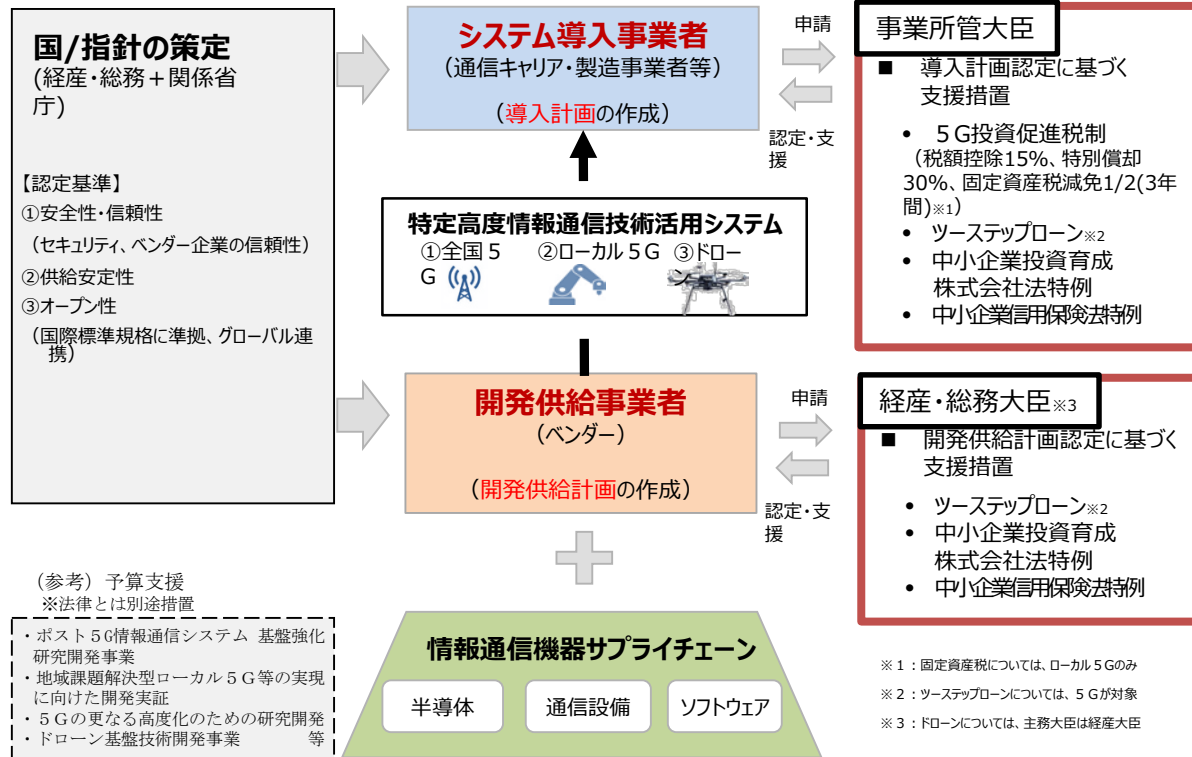 国/指針の策定
(経産・総務＋関係省
庁)
【認定基準】
①安全性・信頼性
（セキュリティ、ベンダー企業の信頼性）
②供給安定性
③オープン性
（国際標準規格に準拠、グローバル連
携）
システム導入事業者
（通信キャリア・製造事業者等）
（導入計画の作成）
申請
認定・支
援
事業所管大臣
■ 導入計画認定に基づく
支援措置
• ５G投資促進税制
（税額控除15%、特別償却
30%、固定資産税減免1/2(3年
間)※1）
• ツーステップローン※2
• 中小企業投資育成
株式会社法特例
• 中小企業信用保険法特例
特定高度情報通信技術活用システム
①全国５
G
②ローカル５G
③ドロー
ン
開発供給事業者
（ベンダー）
（開発供給計画の作成）
申請
認定・支
援
経産・総務大臣※3
■ 開発供給計画認定に基づく
支援措置
• ツーステップローン※2
• 中小企業投資育成
株式会社法特例
• 中小企業信用保険法特例
（参考）予算支援
※法律とは別途措置
・ポスト５G情報通信システム 基盤強化
研究開発事業
・地域課題解決型ローカル５G等の実現
に向けた開発実証
・５Gの更なる高度化のための研究開発
・ドローン基盤技術開発事業 等
情報通信機器サプライチェーン
半導体
通信設備
ソフトウェア
※１：固定資産税については、ローカル５Gのみ
※２：ツーステップローンについては、５Gが対象
※３：ドローンについては、主務大臣は経産大臣